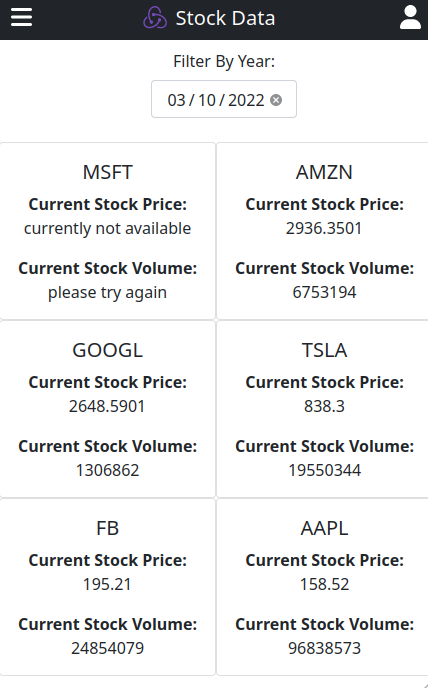 Stock Data
Filter By Year:
03 / 10 / 2022
MSFT
Current Stock Price:
currently not available
Current Stock Volume:
please try again
AMZN
Current Stock Price:
2936.3501
Current Stock Volume:
6753194
GOOGL
Current Stock Price:
2648.5901
Current Stock Volume:
1306862
TSLA
Current Stock Price:
838.3
Current Stock Volume:
19550344
FB
Current Stock Price:
195.21
Current Stock Volume:
24854079
AAPL
Current Stock Price:
158.52
Current Stock Volume:
96838573